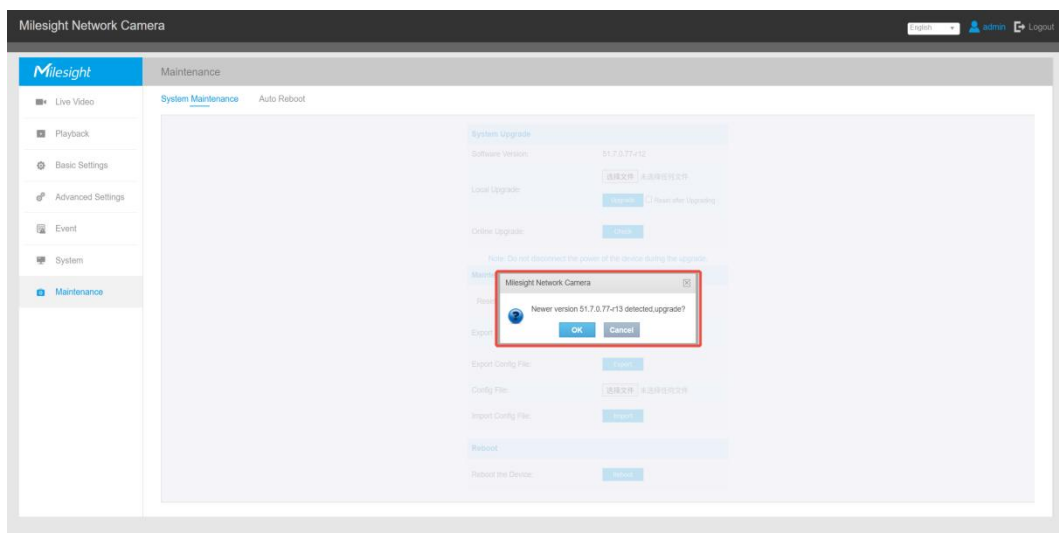 Milesight Network Camera
English
admin
Logout
Milesight
Maintenance
Live Video
Playback
Basic Settings
Advanced Settings
Event
System
Maintenance
System Maintenance Auto Reboot
System Upgrade
Software Version: 51.7.0.77-r12
选择文件 未选择任何文件
Local Upgrade:
Upgrade Reset after Upgrading
Online Upgrade: Check
Note: Do not disconnect the power of the device during the upgrade.
Milesight Network Camera
Newer version 51.7.0.77-r13 detected,upgrade?
OK Cancel
Export
Export Config File: Export
Config File: 选择文件 未选择任何文件
Import Config File: Import
Reboot
Reboot the Device: Reboot